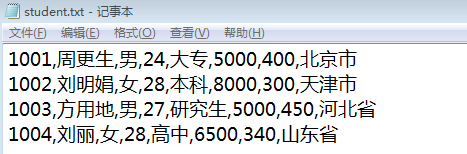 student.txt - 记事本
文件(F) 编辑(E) 格式(O) 查看(V) 帮助(H)
1001,周更生,男,24,大专,5000,400,北京市
1002,刘明娟,女,28,本科,8000,300,天津市
1003,方用地,男,27,研究生,5000,450,河北省
1004,刘丽,女,28,高中,6500,340,山东省